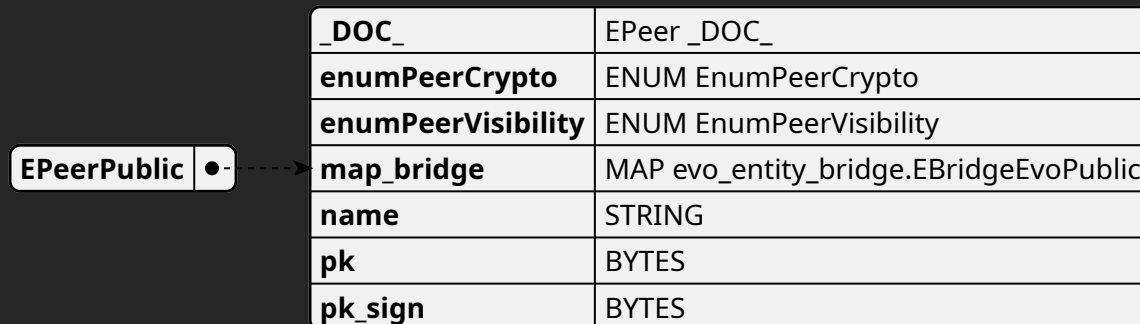 _DOC_ EPeer _DOC_
enumPeerCrypto ENUM EnumPeerCrypto
enumPeerVisibility ENUM EnumPeerVisibility
EPeerPublic map_bridge MAP evo_entity_bridge.EBridgeEvoPublic
name STRING
pk BYTES
pk_sign BYTES